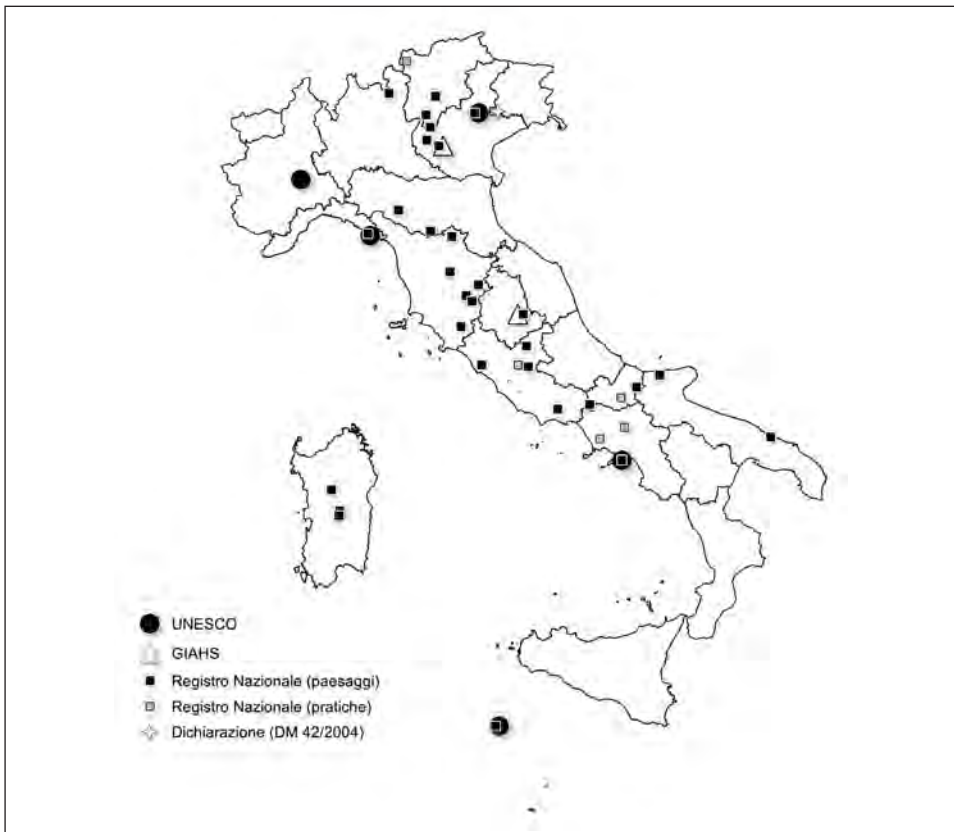 UNESCO
GIAHS
Registro Nazionale (paesaggi)
Registro Nazionale (pratiche)
Dichiarazione (DM 42/2004)